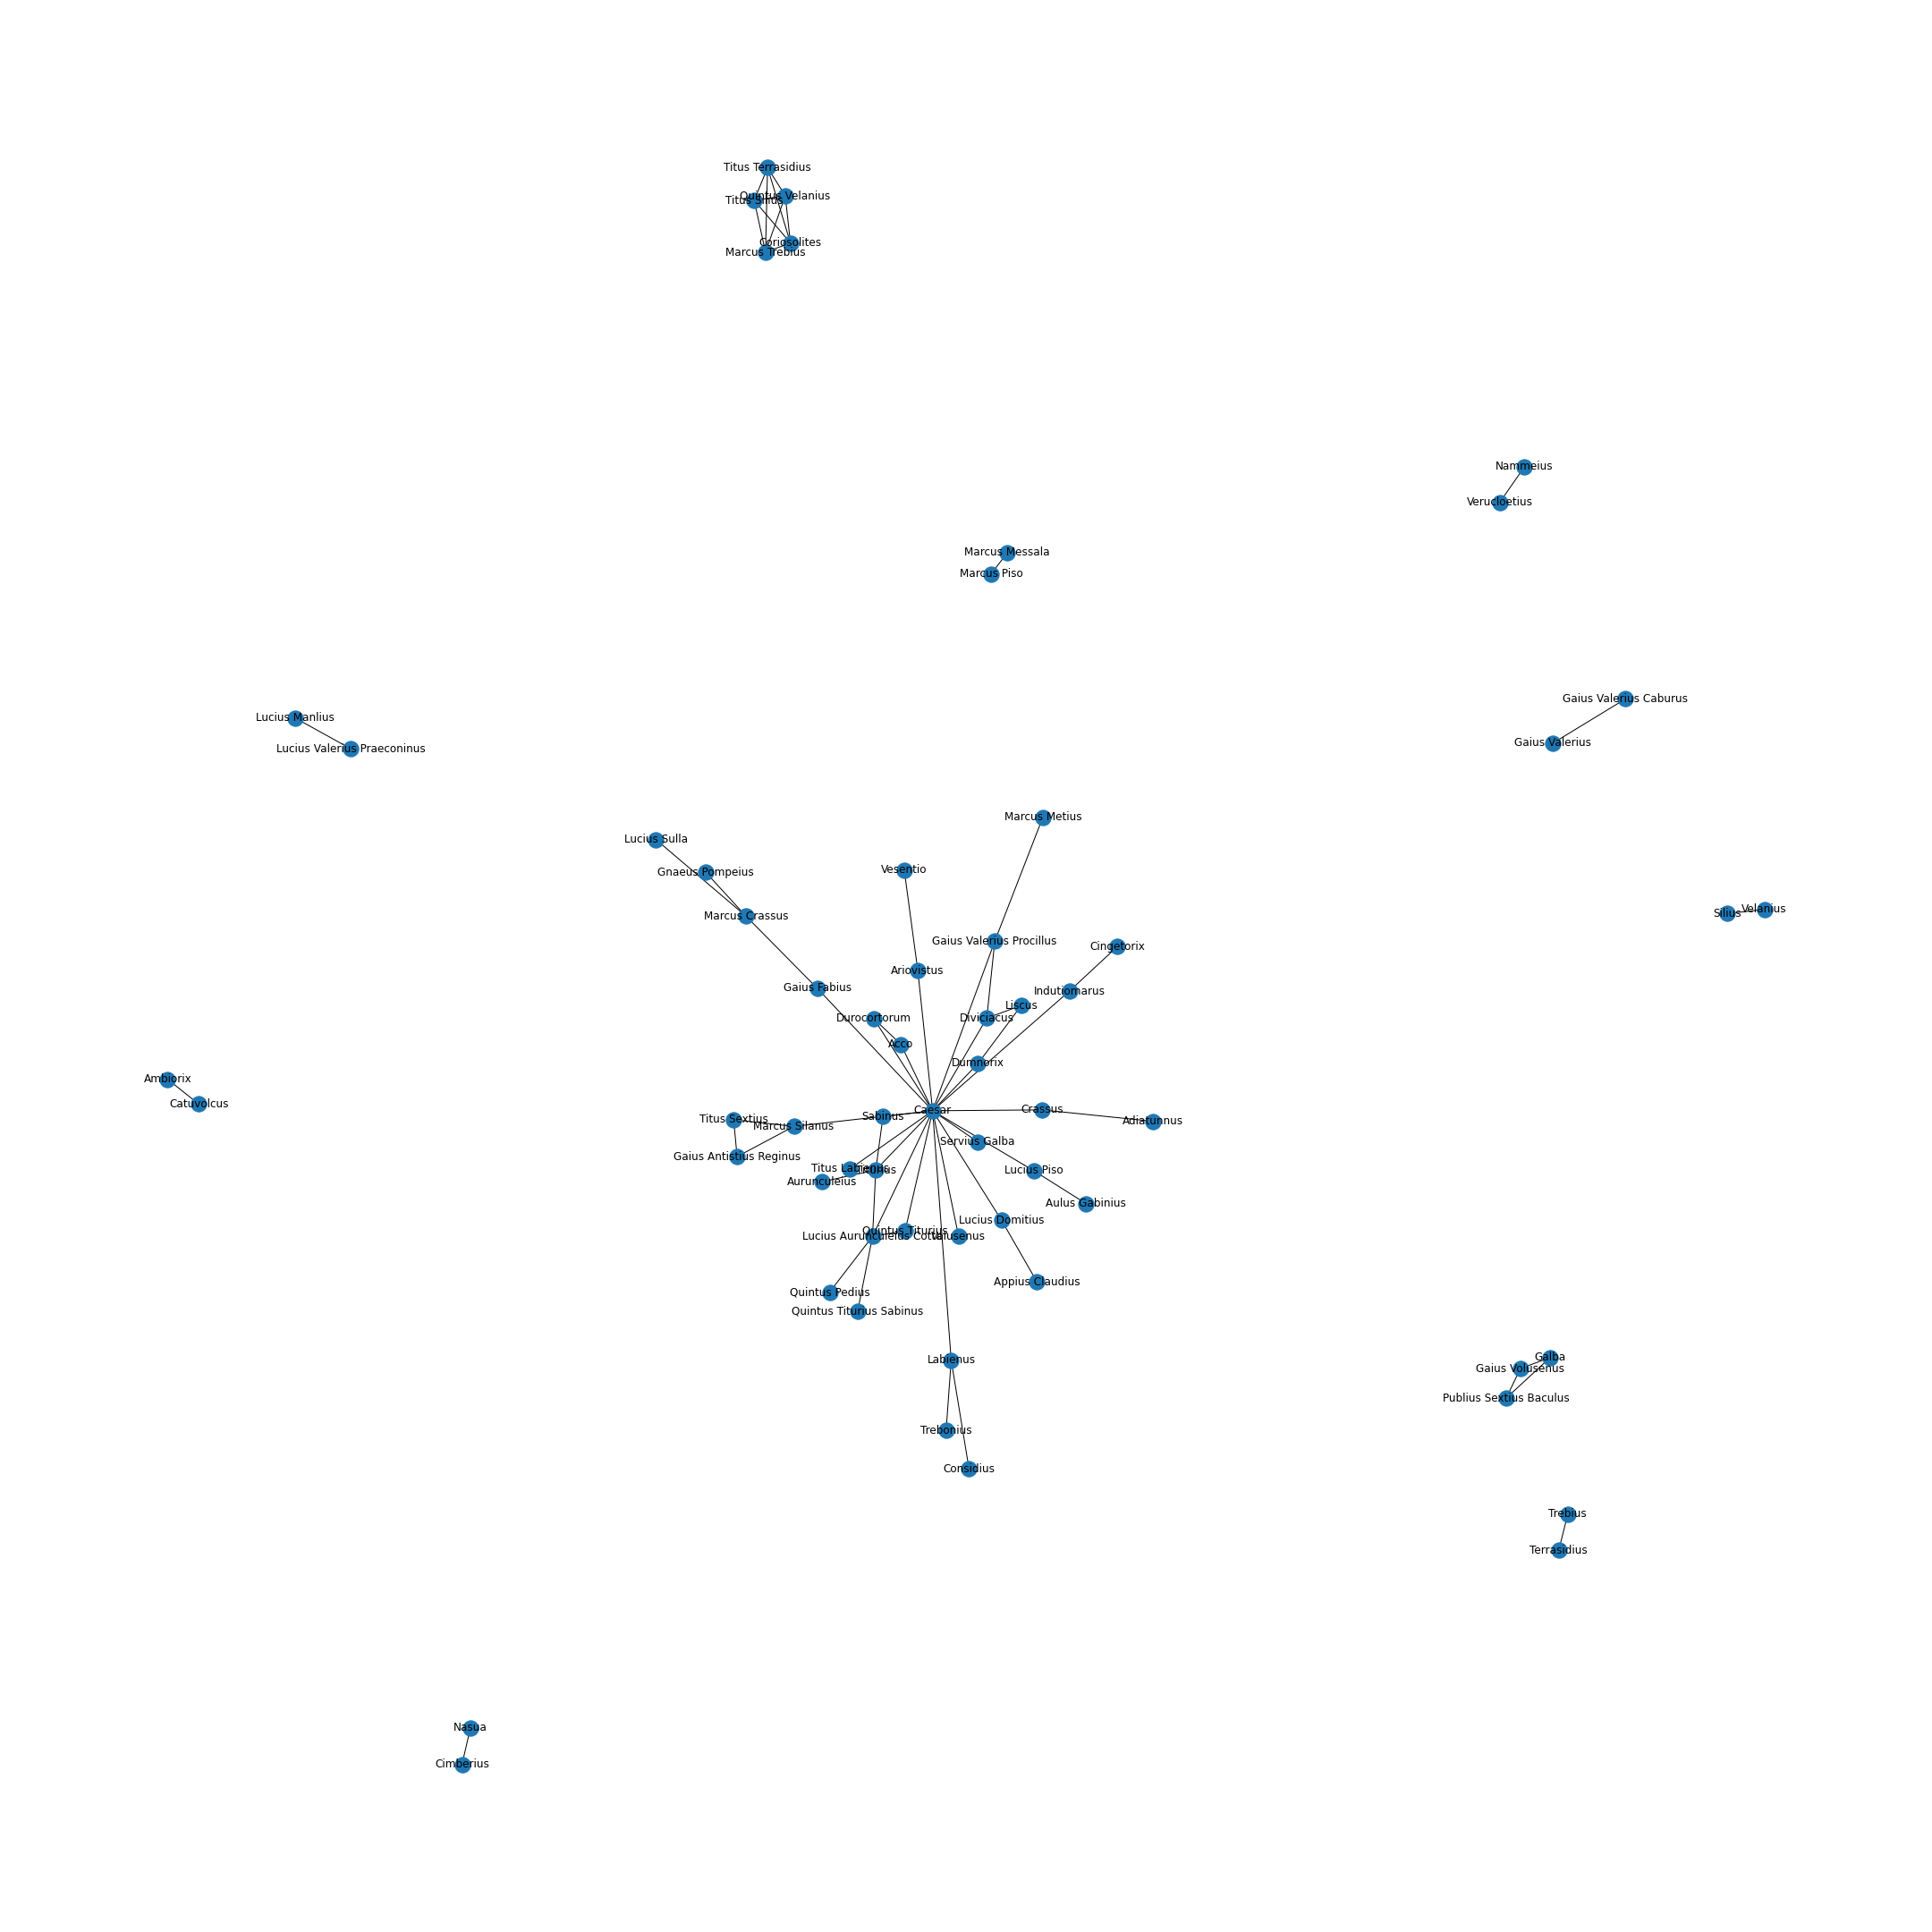 Titus Terrasidius
Quintus Velanius
Titus Silius
Coriosolites
Marcus Trebius
Nammeius
Verucloetius
Marcus Messala
Marcus Piso
Gaius Valerius Caburus
Lucius Manlius
Gaius Valerius
Lucius Valerius Praeconinus
Marcus Metius
Lucius Sulla
Vesentio
Gnaeus Pompeius
Velanius
Silius
Marcus Crassus
Gaius Valerius Procillus
Cingetorix
Ariovistus
Gaius Fabius
Indutiomarus
Liscus
Durocortorum
Diviciacus
Acco
Dumnorix
Ambiorix
Catuvolcus
Caesar
Crassus
Sabinus
Titus Sextius
Adiatunnus
Marcus Silanus
Servius Galba
Gaius Antistius Reginus
Titus Labienus
Titurius
Lucius Piso
Aurunculeius
Aulus Gabinius
Lucius Domitius
Quintus Titurius
Lucius Aurunculeius Cotta
Appius Claudius
Quintus Pedius
Quintus Titurius Sabinus
Galba
Labienus
Gaius Volusenus
Publius Sextius Baculus
Trebonius
Considius
Trebius
Terrasidius
Nasua
Cimberius